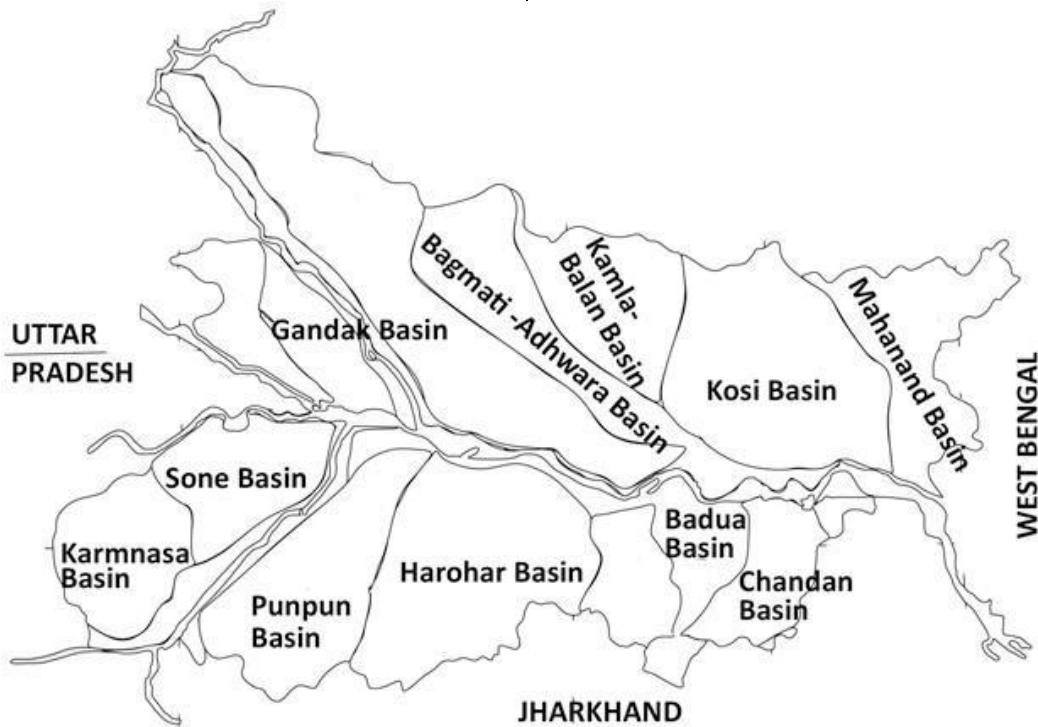 UTTAR
PRADESH
Gandak Basin
Bagmati -Adhwara Basin
Kamla-
Balan Basin
Kosi Basin
Mahanand Basin
WEST BENGAL
Sone Basin
Karmnasa
Basin
Punpun
Basin
Harohar Basin
Badua
Basin
Chandan
Basin
JHARKHAND